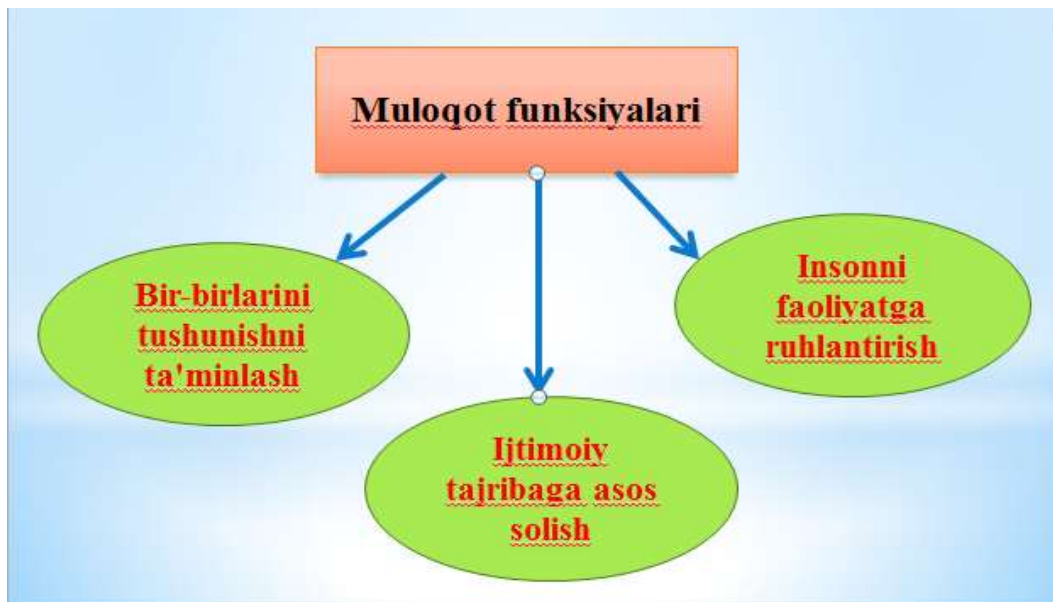 Muloqot funksiyalari
Bir-birlarini
tushunishni
ta'minlash
Ijtimoiy
tajribaga asos
solish
Insonni
faoliyatga
ruhlantirish